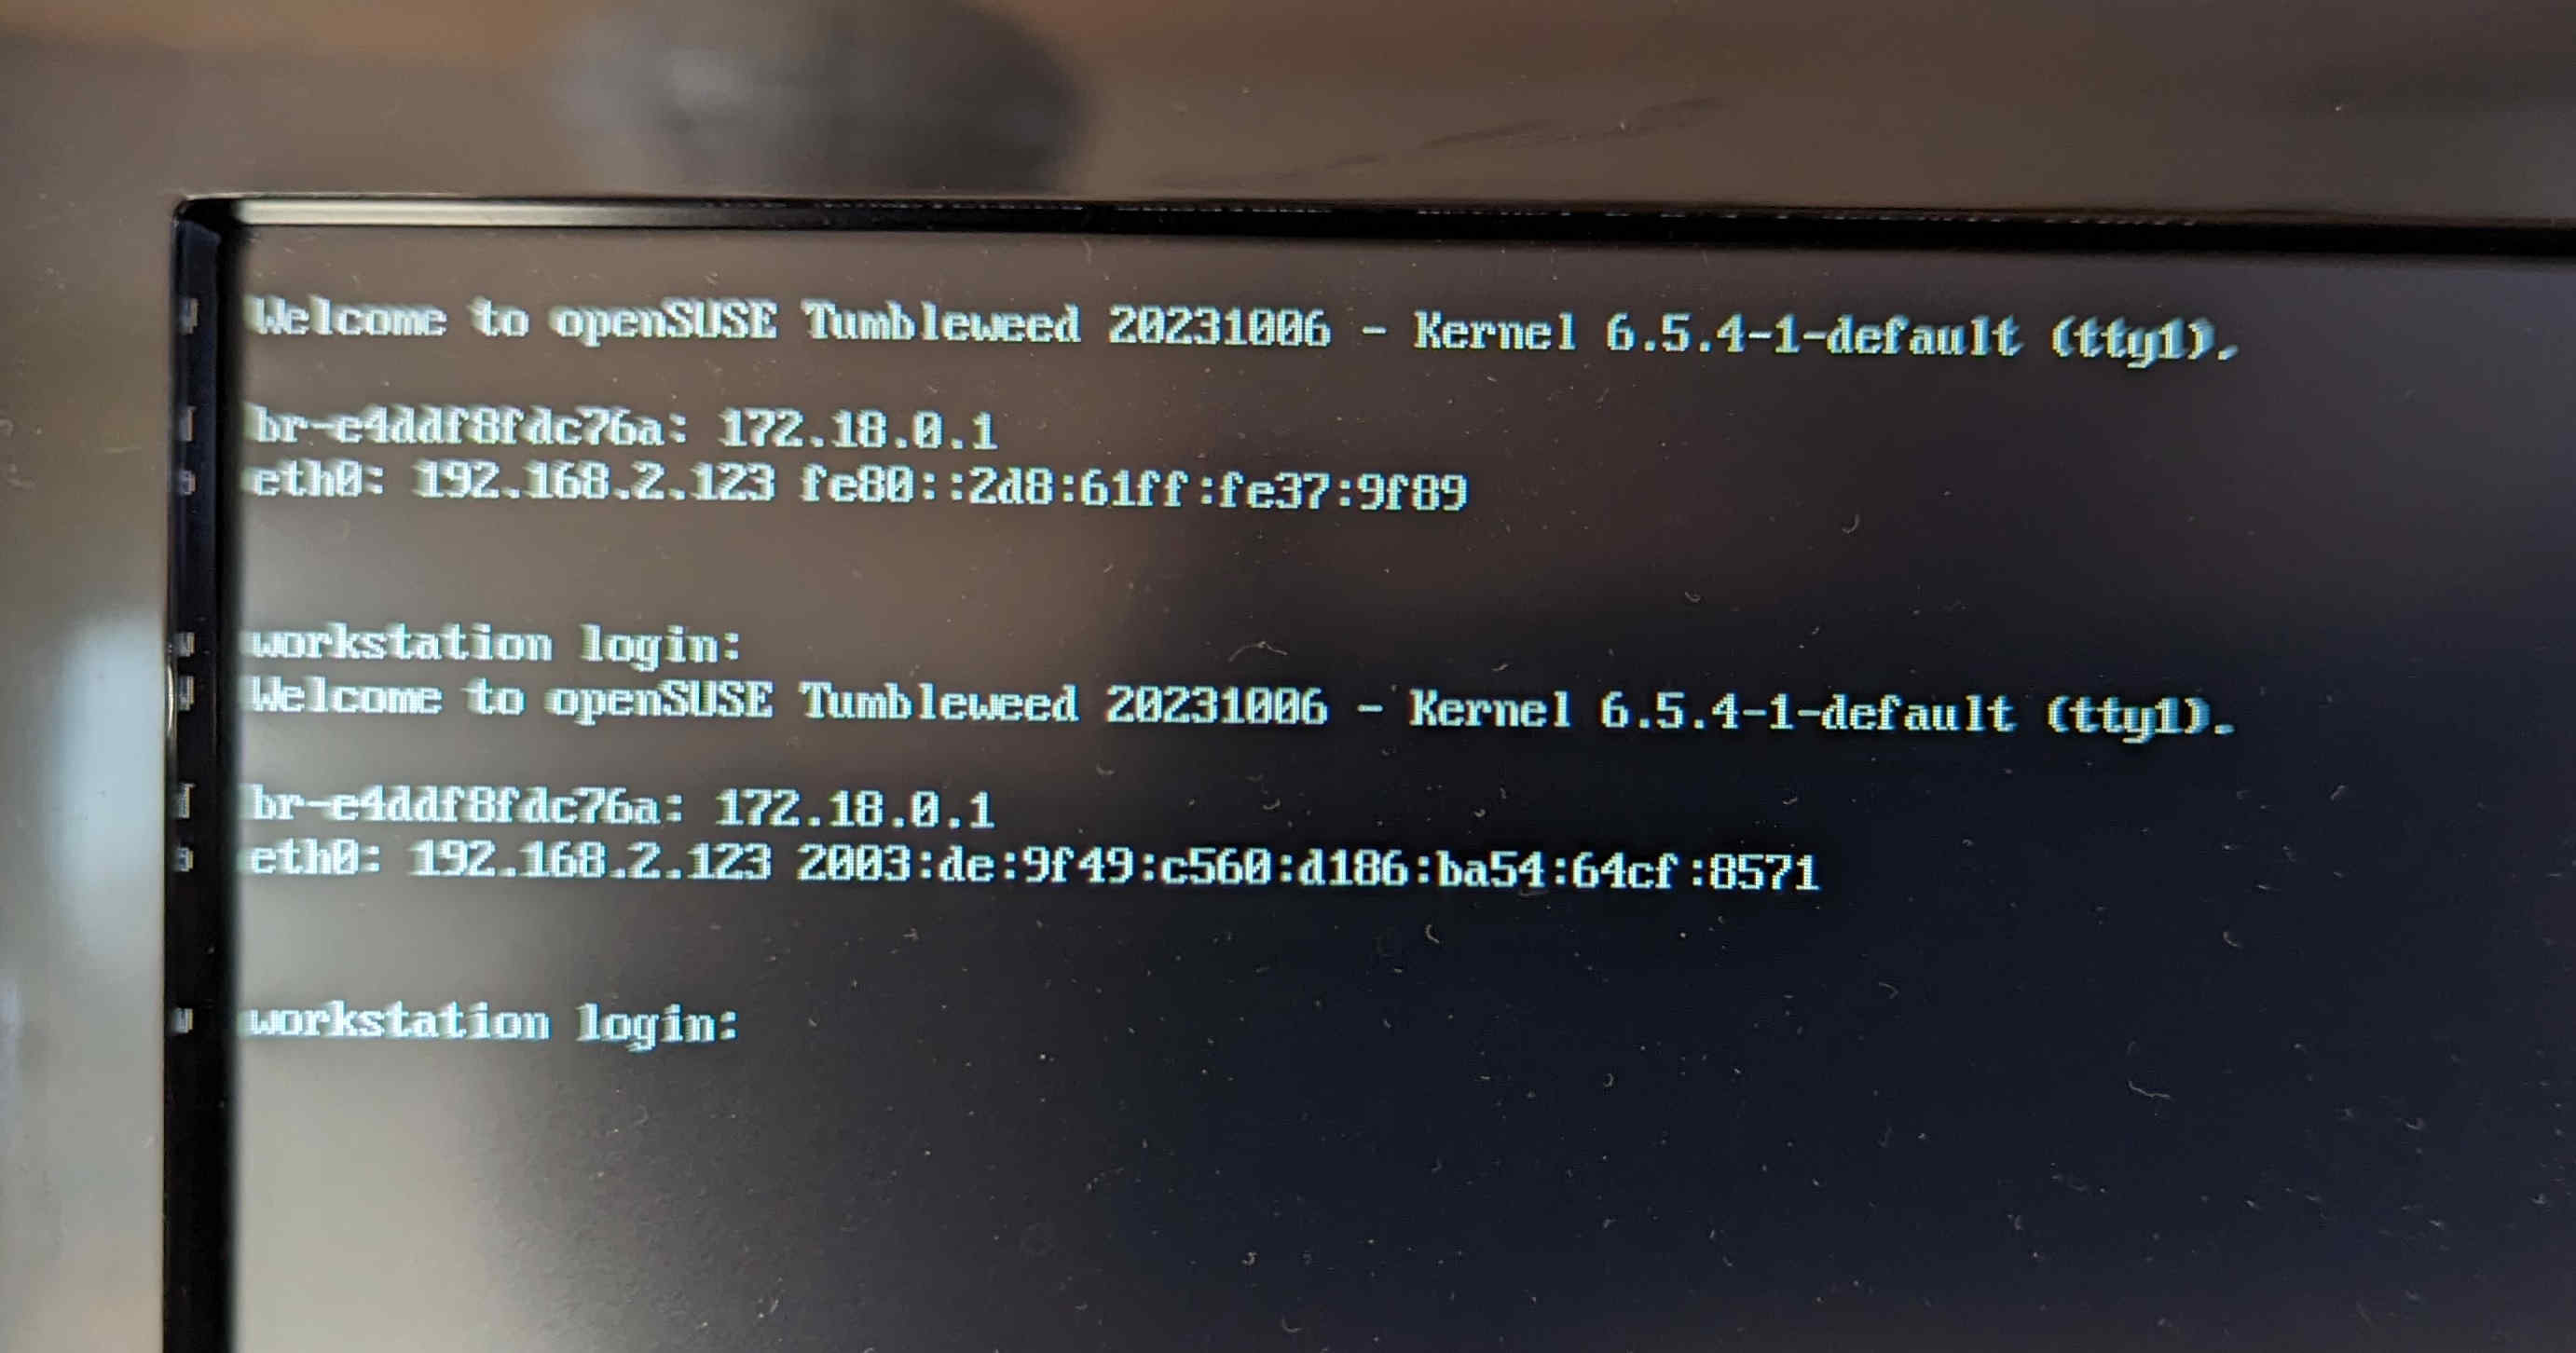 Welcome to openSUSE Tumbleweed 20231006 - Kernel 6.5.4-1-default (tty1).
br-e4ddf8fdc76a: 172.18.0.1
eth0: 192.168.2.123 fe80::2d8:61ff:fe37:9f89
workstation login:
Welcome to openSUSE Tumbleweed 20231006 - Kernel 6.5.4-1-default (tty1).
br-e4ddf8fdc76a: 172.18.0.1
eth0: 192.168.2.123 2003:de:9f49:c560:d186:ba54:64cf:8571
workstation login: